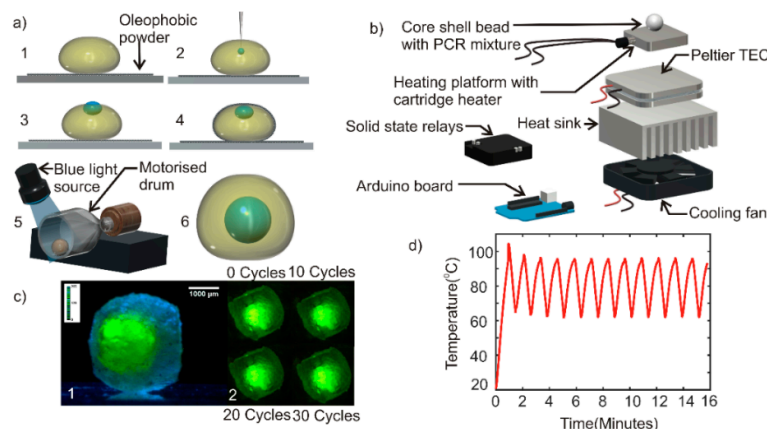 a)
Oleophobic
powder
1
2
3
4
Blue light
source
Motorised
drum
5
6
b)
Core shell bead
with PCR mixture
Peltier TEC
Heating platform with
cartridge heater
Solid state relays
Heat sink
Arduino board
Cooling fan
c)
0 Cycles
10 Cycles
1000 µm
1
2
20 Cycles
30 Cycles
d)
Temperature(⁰C)
100
80
60
40
20
0 2 4 6 8 10 12 14 16
Time(Minutes)